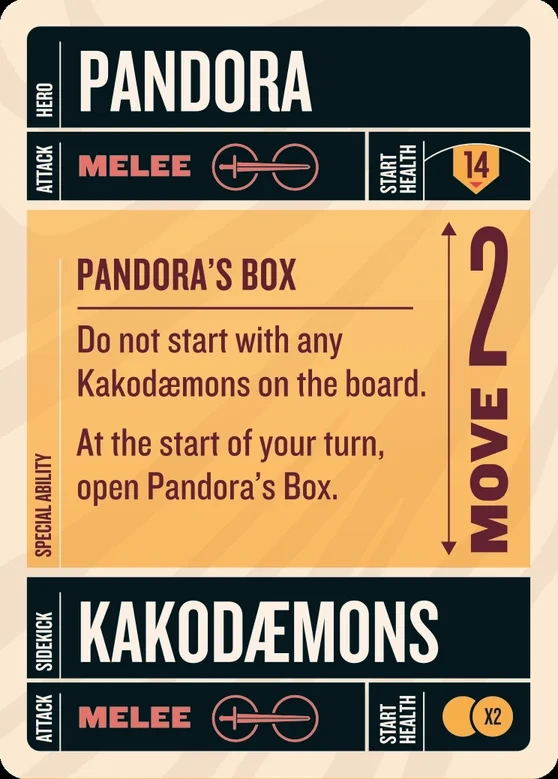 HERO
PANDORA
ATTACK
MELEE
START
HEALTH
14
SPECIAL ABILITY
PANDORA'S BOX
Do not start with any
Kakodæmons on the board.
At the start of your turn,
open Pandora's Box.
MOVE 2
SIDEKICK
KAKODÆMONS
ATTACK
MELEE
START
HEALTH
X2